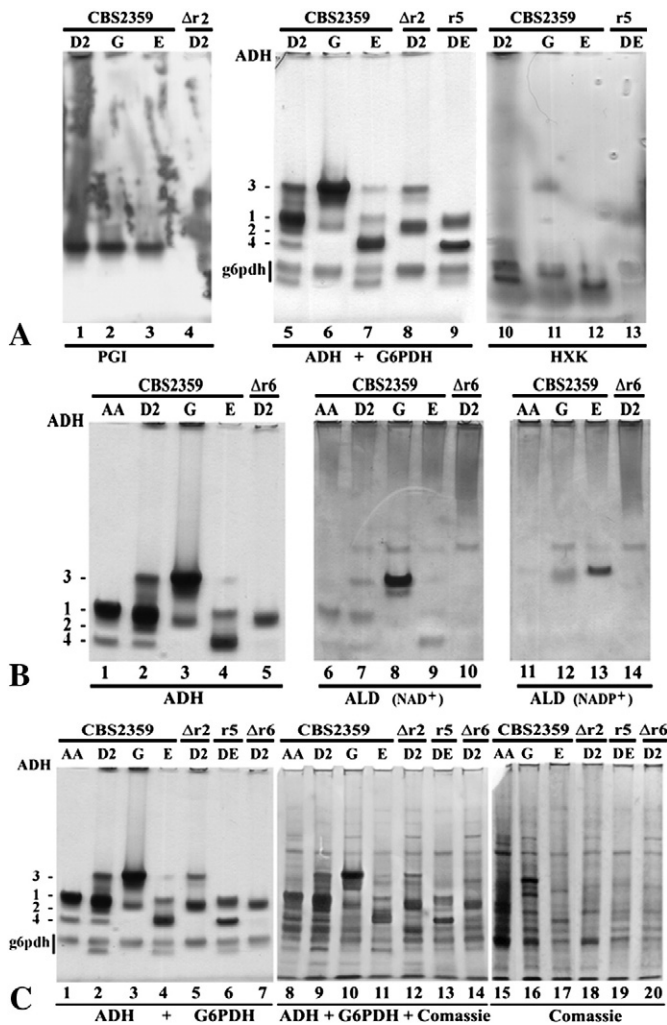 CBS2359 Δr2 CBS2359 Δr2 r5 CBS2359 r5
D2 G E D2 ADH D2 G E D2 DE D2 G E DE
3 -
1 -
2 -
4 -
g6pdh
1 2 3 4 5 6 7 8 9 10 11 12 13
A PGI ADH + G6PDH HXK
CBS2359 Δr6 CBS2359 Δr6 CBS2359 Δr6
AA D2 G E D2 AA D2 G E D2 AA G E D2
ADH
3 -
1 -
2 -
4 -
1 2 3 4 5 6 7 8 9 10 11 12 13 14
B ADH ALD (NAD+) ALD (NADP+)
CBS2359 Δr2 r5 Δr6 CBS2359 Δr2 r5 Δr6 CBS2359 Δr2 r5 Δr6
AA D2 G E D2 DE D2 AA D2 G E D2 DE D2 AA G E D2 DE D2
ADH
3 -
1 -
2 -
4 -
g6pdh
1 2 3 4 5 6 7 8 9 10 11 12 13 14 15 16 17 18 19 20
C ADH + G6PDH ADH + G6PDH + Comassie Comassie